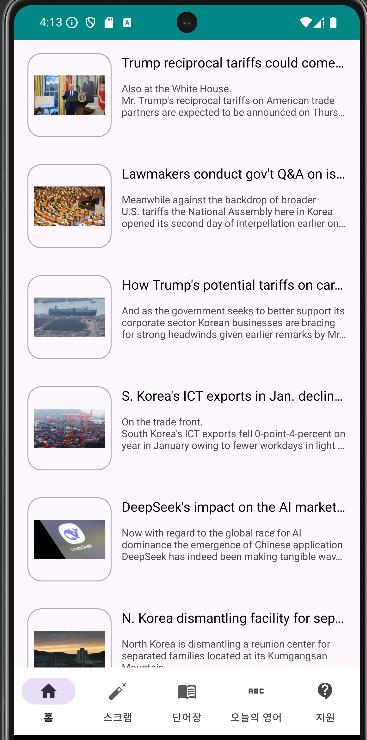 4:13
Trump reciprocal tariffs could come...
Also at the White House.
Mr. Trump's reciprocal tariffs on American trade
partners are expected to be announced on Thurs...
Lawmakers conduct gov't Q&A on is...
Meanwhile against the backdrop of broader
U.S. tariffs the National Assembly here in Korea
opened its second day of interpellation earlier on...
How Trump's potential tariffs on car...
And as the government seeks to better support its
corporate sector Korean businesses are bracing
for strong headwinds given earlier remarks by Mr...
S. Korea's ICT exports in Jan. declin...
On the trade front.
South Korea's ICT exports fell 0-point-4-percent on
year in January owing to fewer workdays in light ...
DeepSeek's impact on the AI market...
Now with regard to the global race for AI
dominance the emergence of Chinese application
DeepSeek has indeed been making tangible wav...
deepseek
N. Korea dismantling facility for sep...
North Korea is dismantling a reunion center for
separated families located at its Kumgangsan
Mountain.
ABC
홈 스크랩 단어장 오늘의 영어 지원